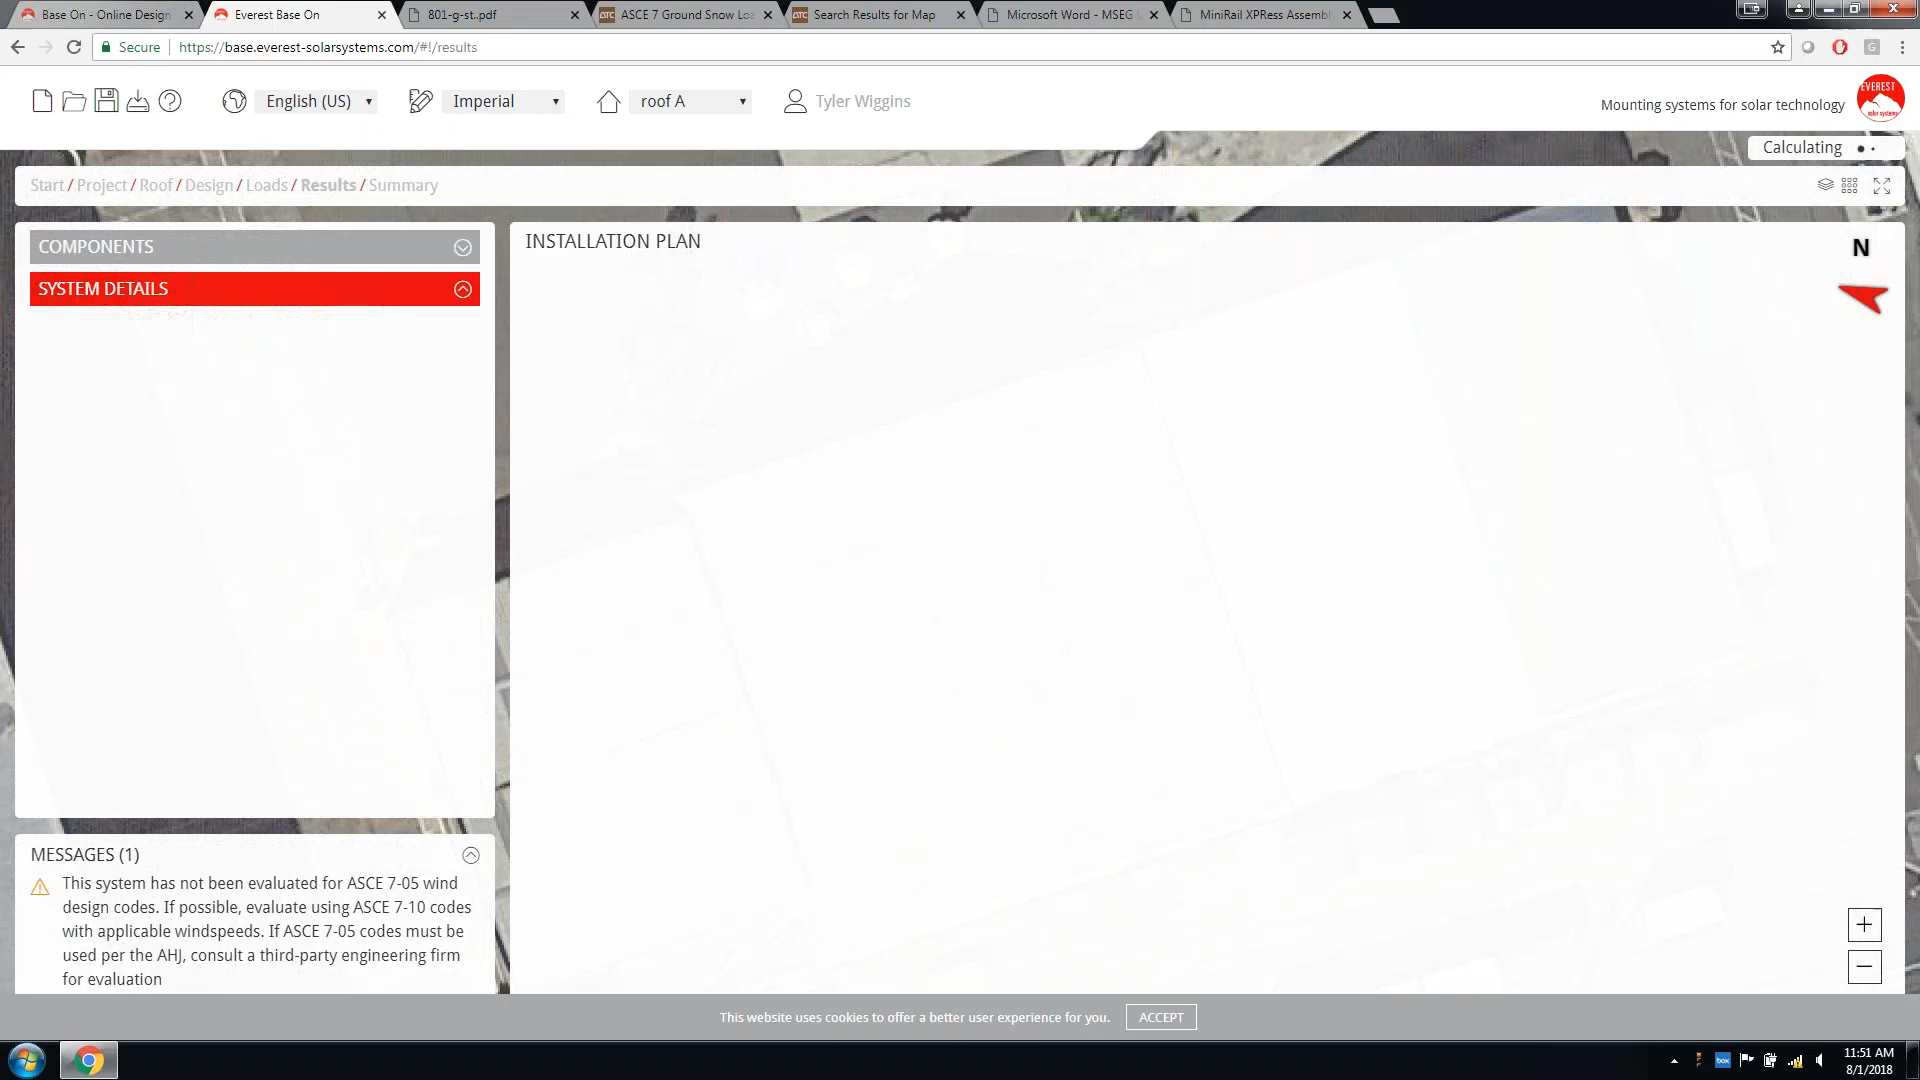 Base On - Online Design
Everest Base On
801-g-st..pdf
ASCE 7 Ground Snow Loa
Search Results for Map
Microsoft Word - MSEG
MiniRail XPRess Assembl
Secure
https://base.everest-solarsystems.com/#!/results
English (US)
Imperial
roof A
Tyler Wiggins
Mounting systems for solar technology
EVEREST
solar systems
Calculating
Start / Project / Roof / Design / Loads / Results / Summary
COMPONENTS
SYSTEM DETAILS
INSTALLATION PLAN
N
MESSAGES (1)
This system has not been evaluated for ASCE 7-05 wind
design codes. If possible, evaluate using ASCE 7-10 codes
with applicable windspeeds. If ASCE 7-05 codes must be
used per the AHJ, consult a third-party engineering firm
for evaluation
This website uses cookies to offer a better user experience for you.
ACCEPT
box
11:51 AM
8/1/2018